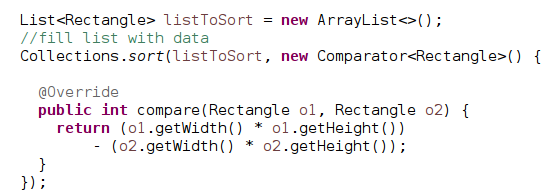 List<Rectangle> listToSort = new ArrayList<>();
//fill list with data
Collections.sort(listToSort, new Comparator<Rectangle>() {
@Override
public int compare(Rectangle o1, Rectangle o2) {
return (o1.getWidth() * o1.getHeight())
- (o2.getWidth() * o2.getHeight());
}
});